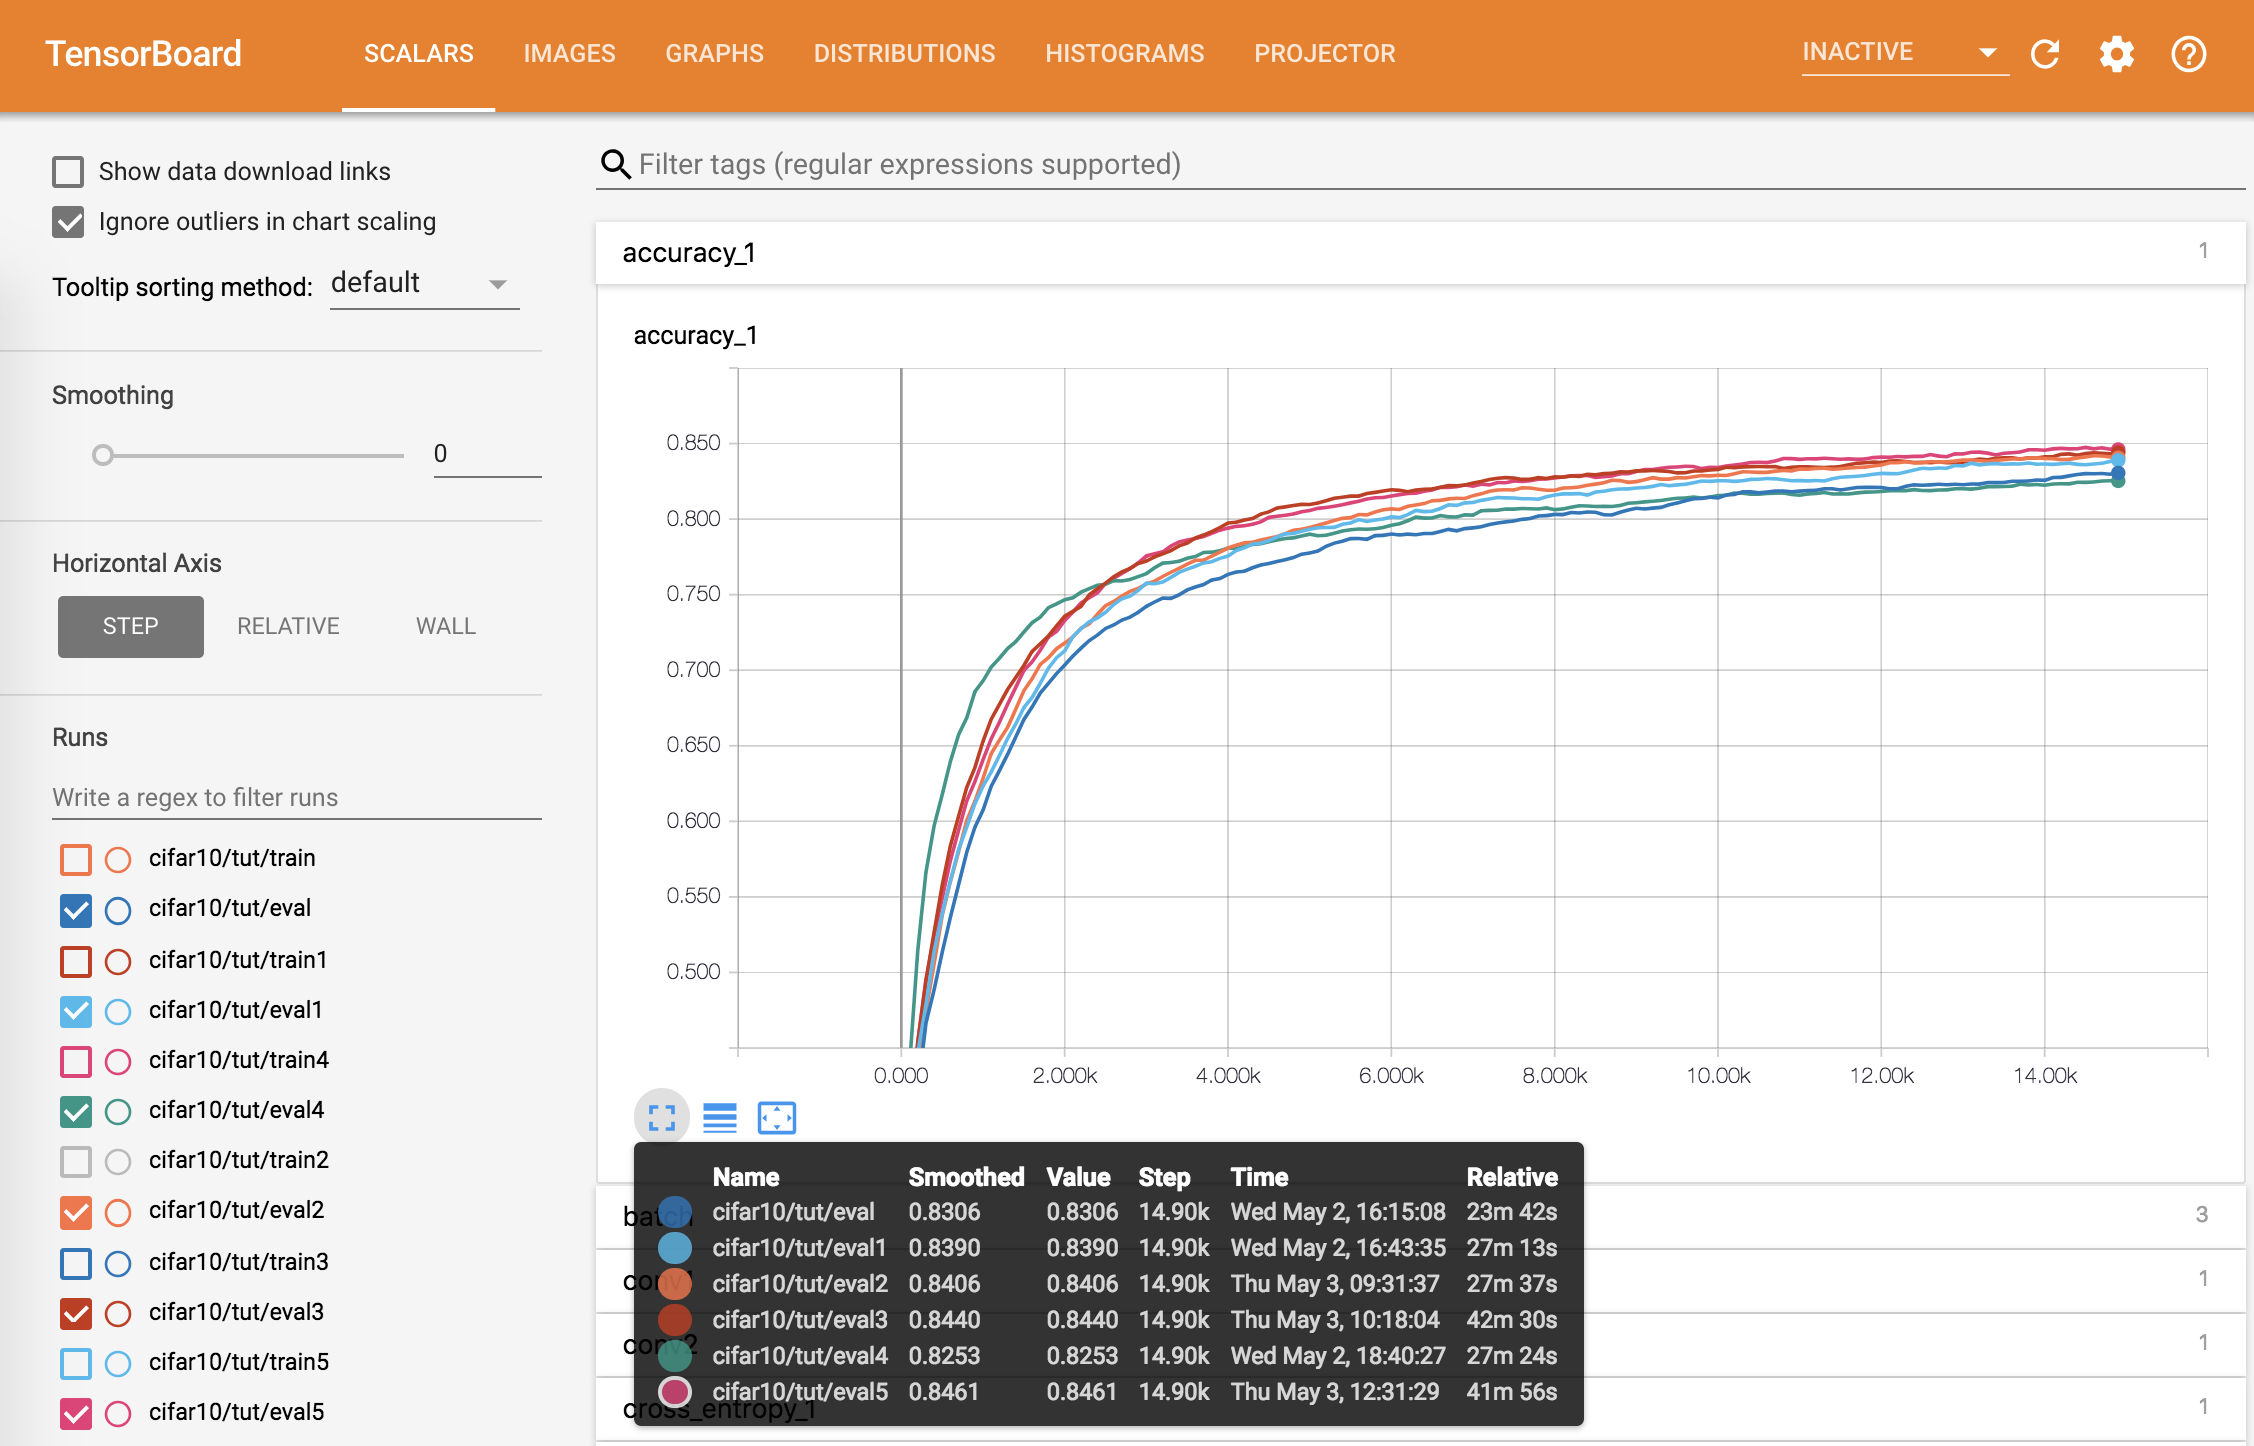 TensorBoard SCALARS IMAGES GRAPHS DISTRIBUTIONS HISTOGRAMS PROJECTOR INACTIVE
Show data download links
Ignore outliers in chart scaling
Tooltip sorting method: default
Smoothing
0
Horizontal Axis
STEP RELATIVE WALL
Runs
Write a regex to filter runs
cifar10/tut/train
cifar10/tut/eval
cifar10/tut/train1
cifar10/tut/eval1
cifar10/tut/train4
cifar10/tut/eval4
cifar10/tut/train2
cifar10/tut/eval2
cifar10/tut/train3
cifar10/tut/eval3
cifar10/tut/train5
cifar10/tut/eval5
Filter tags (regular expressions supported)
accuracy_1 1
accuracy_1
0.850
0.800
0.750
0.700
0.650
0.600
0.550
0.500
0.000 2.000k 4.000k 6.000k 8.000k 10.00k 12.00k 14.00k
Name Smoothed Value Step Time Relative
cifar10/tut/eval 0.8306 0.8306 14.90k Wed May 2, 16:15:08 23m 42s
cifar10/tut/eval1 0.8390 0.8390 14.90k Wed May 2, 16:43:35 27m 13s
cifar10/tut/eval2 0.8406 0.8406 14.90k Thu May 3, 09:31:37 27m 37s
cifar10/tut/eval3 0.8440 0.8440 14.90k Thu May 3, 10:18:04 42m 30s
cifar10/tut/eval4 0.8253 0.8253 14.90k Wed May 2, 18:40:27 27m 24s
cifar10/tut/eval5 0.8461 0.8461 14.90k Thu May 3, 12:31:29 41m 56s
batch 3
conv1 1
conv2 1
cross_entropy_1 1